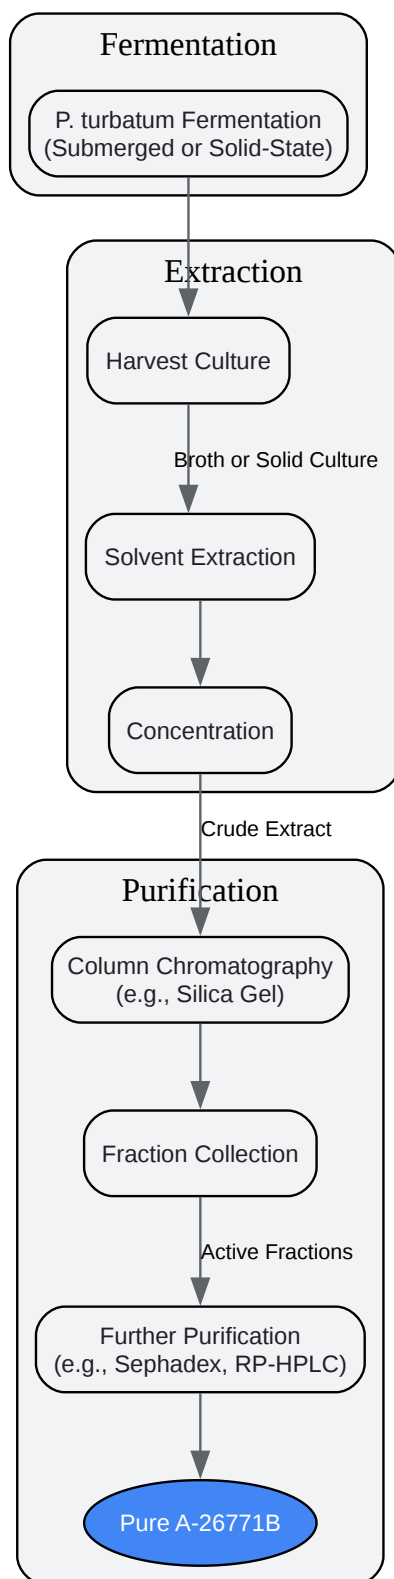 Fermentation
P. turbatum Fermentation
(Submerged or Solid-State)
Extraction
Harvest Culture
Broth or Solid Culture
Solvent Extraction
Concentration
Crude Extract
Purification
Column Chromatography
(e.g., Silica Gel)
Fraction Collection
Active Fractions
Further Purification
(e.g., Sephadex, RP-HPLC)
Pure A-26771B